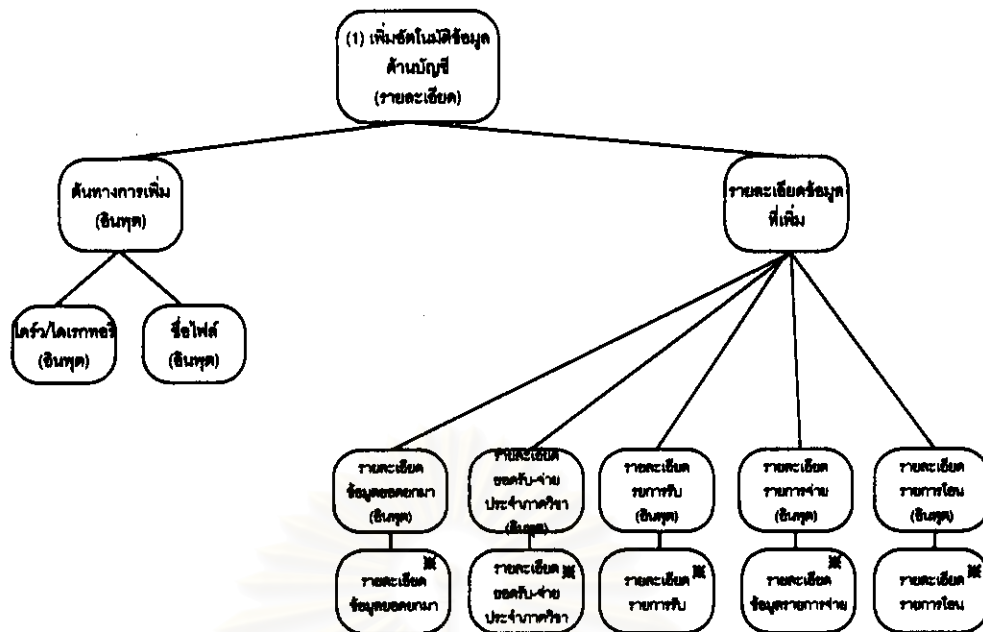 (1) เพิ่มอัตโนมัติข้อมูล
ด้านบัญชี
(รายละเอียด)
ต้นทางการเพิ่ม
(อินพุต)
รายละเอียดข้อมูล
ที่เพิ่ม
ไดร์ว/ไดเรกทอรี
(อินพุต)
ชื่อไฟล์
(อินพุต)
รายละเอียด
ข้อมูลยอดยกมา
(อินพุต)
รายละเอียด
ยอดรับ-จ่าย
ประจำภาควิชา
(อินพุต)
รายละเอียด
รยการรับ
(อินพุต)
รายละเอียด
รายการจ่าย
(อินพุต)
รายละเอียด
รายการโอน
(อินพุต)
※
รายละเอียด
ข้อมูลยอดยกมา
รายละเอียด ※
ยอดรับ-จ่าย
ประจำภาควิชา
รายละเอียด ※
รายการรับ
※
รายละเอียด
ข้อมูลรายการจ่าย
รายละเอียด ※
รายการโอน